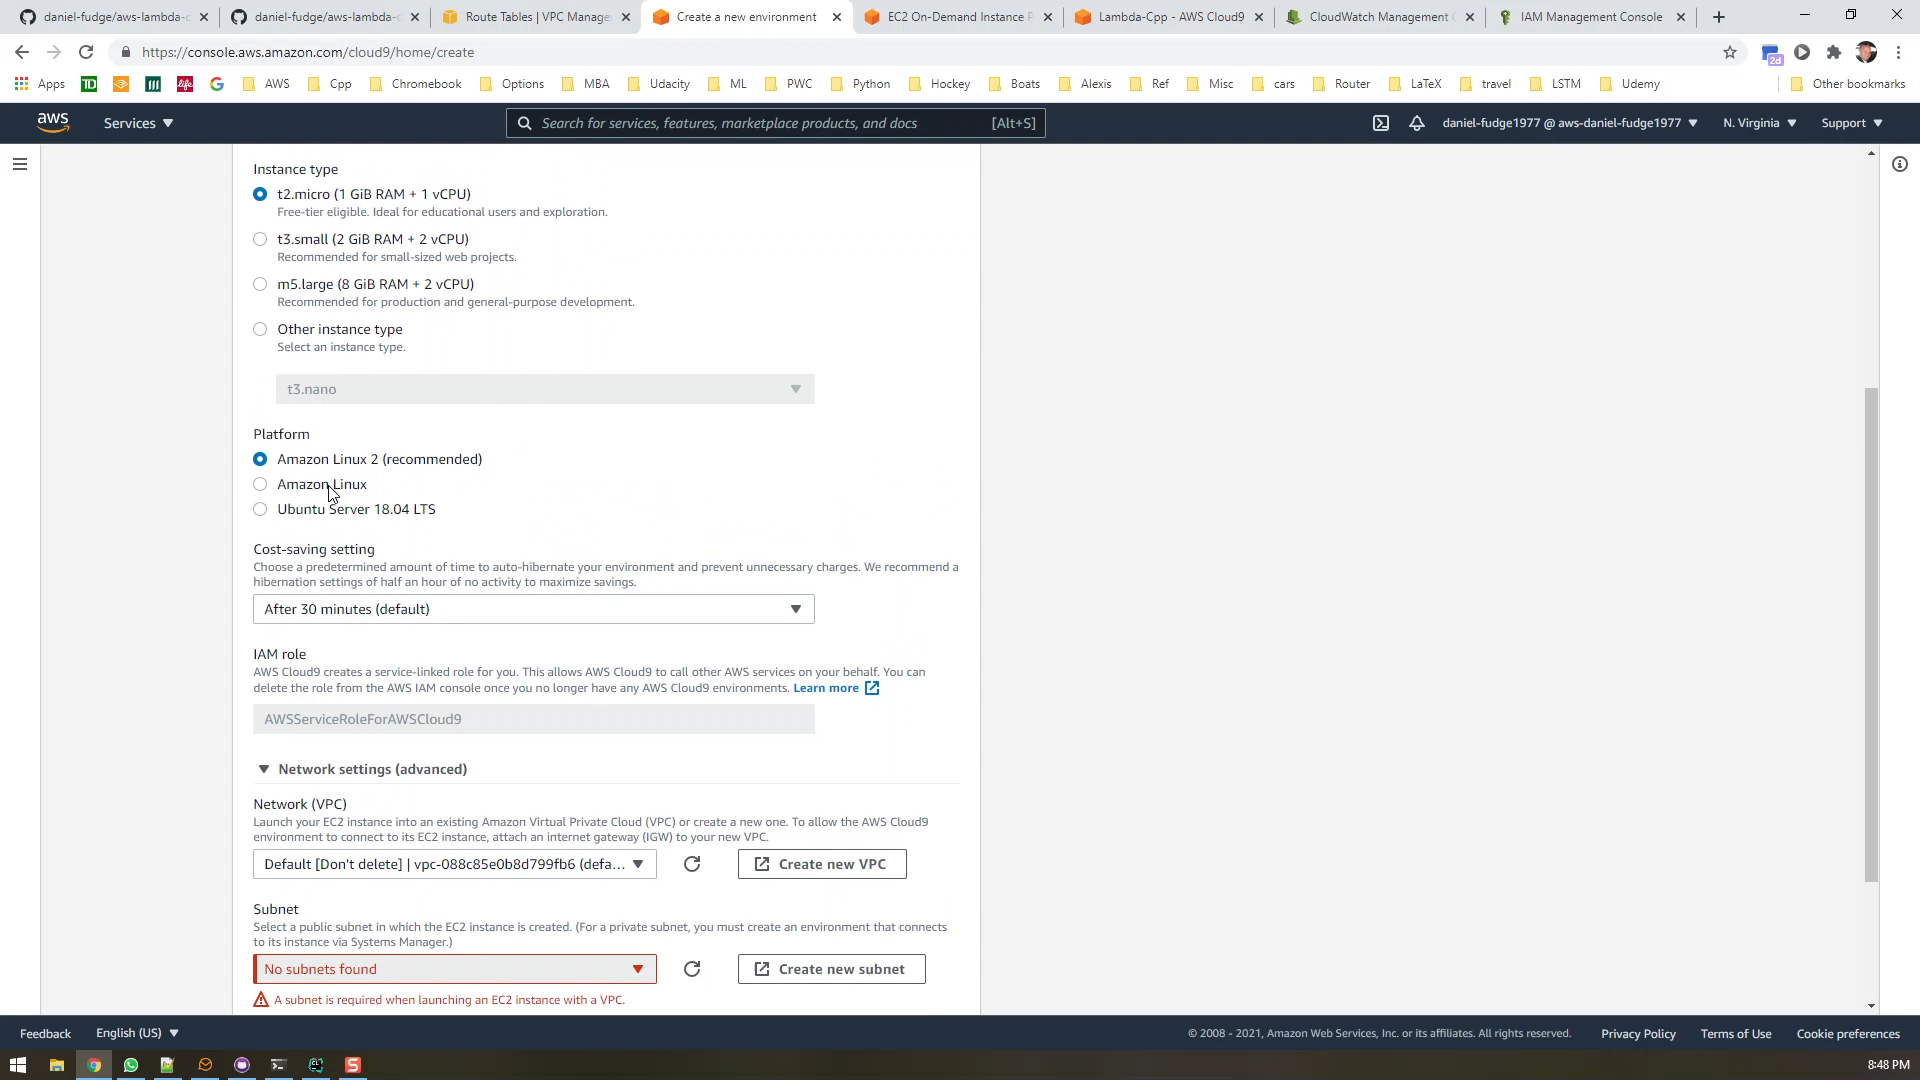 daniel-fudge/aws-lambda-c
daniel-fudge/aws-lambda-c
Route Tables | VPC Manage
Create a new environment
EC2 On-Demand Instance P
Lambda-Cpp - AWS Cloud9
CloudWatch Management C
IAM Management Console
https://console.aws.amazon.com/cloud9/home/create
2d
Apps
TD
life
AWS
Cpp
Chromebook
Options
MBA
Udacity
ML
PWC
Python
Hockey
Boats
Alexis
Ref
Misc
cars
Router
LaTeX
travel
LSTM
Udemy
Other bookmarks
aws
Services
Search for services, features, marketplace products, and docs
[Alt+S]
daniel-fudge1977 @ aws-daniel-fudge1977
N. Virginia
Support
Instance type
t2.micro (1 GiB RAM + 1 vCPU)
Free-tier eligible. Ideal for educational users and exploration.
t3.small (2 GiB RAM + 2 vCPU)
Recommended for small-sized web projects.
m5.large (8 GiB RAM + 2 vCPU)
Recommended for production and general-purpose development.
Other instance type
Select an instance type.
t3.nano
Platform
Amazon Linux 2 (recommended)
Amazon Linux
Ubuntu Server 18.04 LTS
Cost-saving setting
Choose a predetermined amount of time to auto-hibernate your environment and prevent unnecessary charges. We recommend a
hibernation settings of half an hour of no activity to maximize savings.
After 30 minutes (default)
IAM role
AWS Cloud9 creates a service-linked role for you. This allows AWS Cloud9 to call other AWS services on your behalf. You can
delete the role from the AWS IAM console once you no longer have any AWS Cloud9 environments. Learn more
AWSServiceRoleForAWSCloud9
Network settings (advanced)
Network (VPC)
Launch your EC2 instance into an existing Amazon Virtual Private Cloud (VPC) or create a new one. To allow the AWS Cloud9
environment to connect to its EC2 instance, attach an internet gateway (IGW) to your new VPC.
Default [Don't delete] | vpc-088c85e0b8d799fb6 (defa...
Create new VPC
Subnet
Select a public subnet in which the EC2 instance is created. (For a private subnet, you must create an environment that connects
to its instance via Systems Manager.)
No subnets found
Create new subnet
A subnet is required when launching an EC2 instance with a VPC.
Feedback
English (US)
© 2008 - 2021, Amazon Web Services, Inc. or its affiliates. All rights reserved.
Privacy Policy
Terms of Use
Cookie preferences
8:48 PM